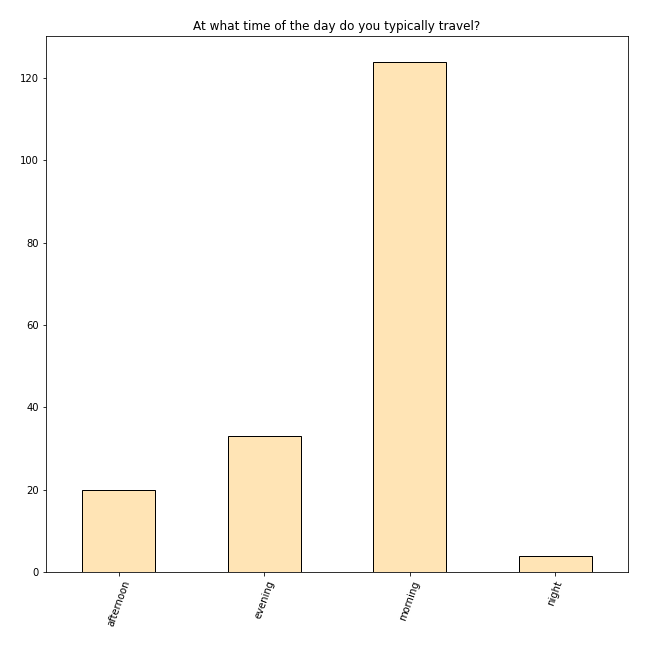 At what time of the day do you typically travel?
120
100
80
60
40
20
0
afternoon
evening
morning
night